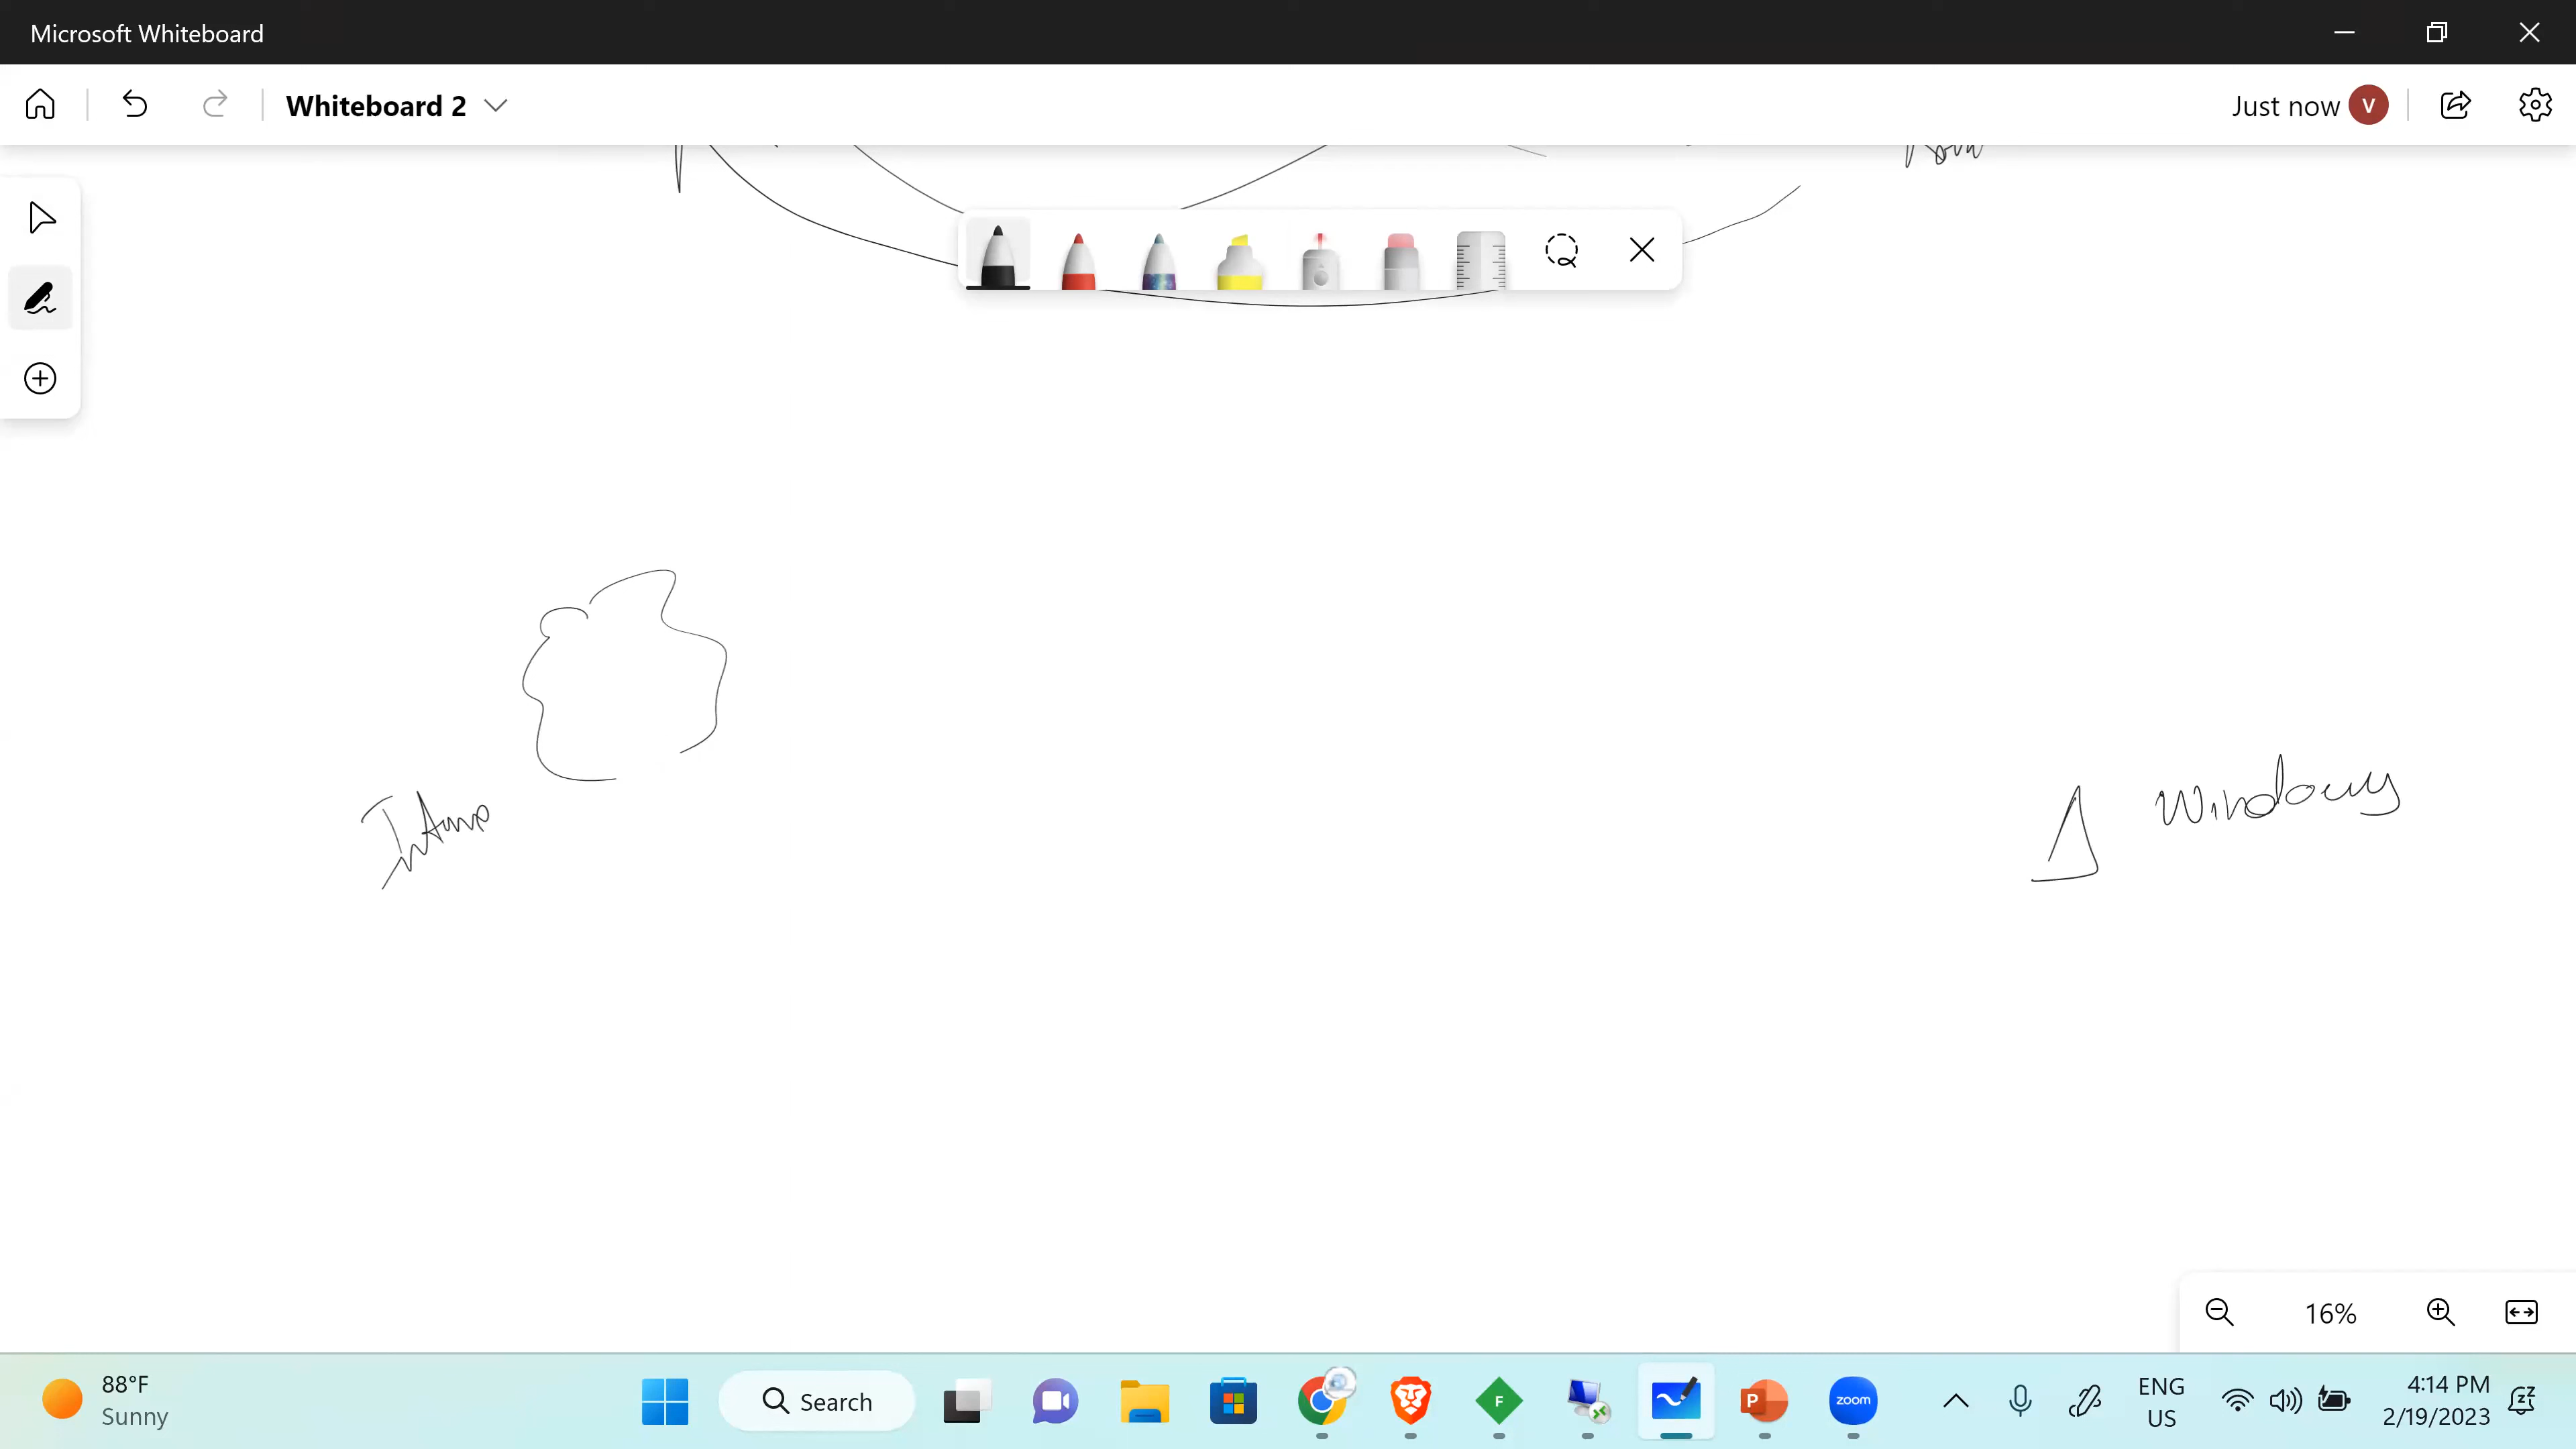 Microsoft Whiteboard
Whiteboard 2
Just now V
Windows
16%
88°F
Sunny
Search
F
P
zoom
ENG
US
4:14 PM
2/19/2023